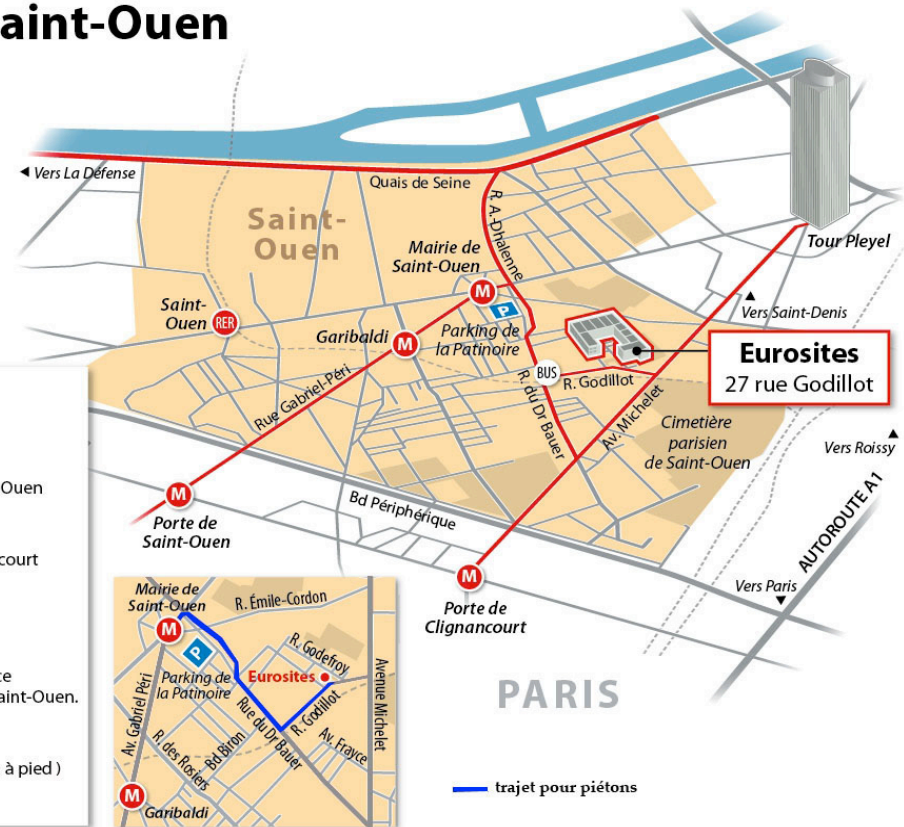 aint-Ouen
Vers La Défense
Quais de Seine
R. A.-Dhalenne
Saint-
Ouen
Mairie de
Saint-Ouen
M
Tour Pleyel
Saint-
Ouen
RER
P
Vers Saint-Denis
Garibaldi
M
Parking de
la Patinoire
Eurosites
27 rue Godillot
BUS
R. Godillot
Rue Gabriel-Péri
R. du Dr Bauer
Av. Michelet
Cimetière
parisien
de Saint-Ouen
Vers Roissy
Ouen
M
Porte de
Saint-Ouen
Bd Périphérique
AUTOROUTE A1
court
M
Porte de
Clignancourt
Vers Paris
Mairie de
Saint-Ouen
M
R. Émile-Cordon
P
R. Godefroy
Eurosites
Parking de
la Patinoire
ce
aint-Ouen.
Avenue Michelet
PARIS
Av. Gabriel Péri
R. des Rosiers
Bd Biron
Rue du Dr Bauer
R. Godillot
Av. Frayce
à pied )
M
Garibaldi
trajet pour piétons